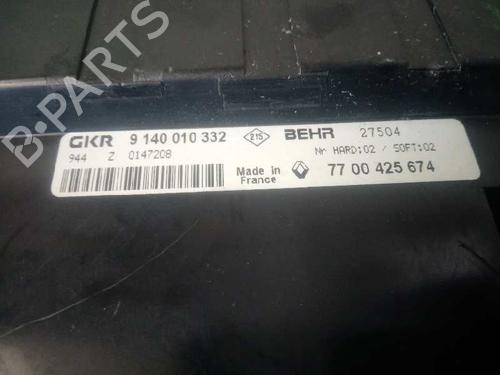 GKR 9 140 010 332 215 BEHR 27504
944 Z 0147208 Nr HARD:02 / SOFT:02
Made in France 77 00 425 674
B-PARTS